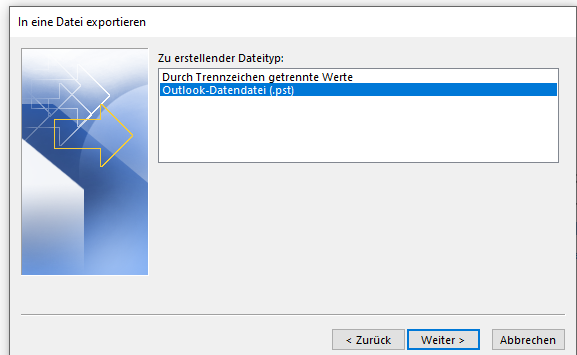 In eine Datei exportieren
Zu erstellender Dateityp:
Durch Trennzeichen getrennte Werte
Outlook-Datendatei (.pst)
< Zurück
Weiter >
Abbrechen